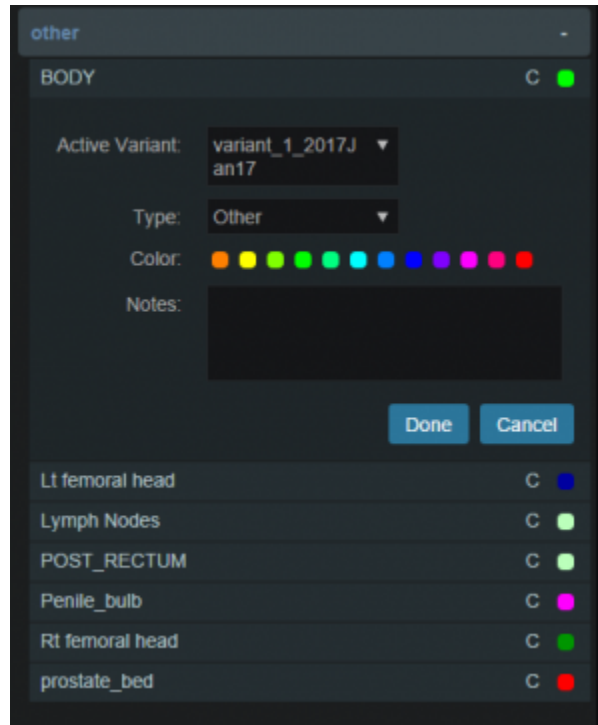 other -
BODY C
Active Variant: variant_1_2017J
an17
Type: Other
Color:
Notes:
Done Cancel
Lt femoral head C
Lymph Nodes C
POST_RECTUM C
Penile_bulb C
Rt femoral head C
prostate_bed C